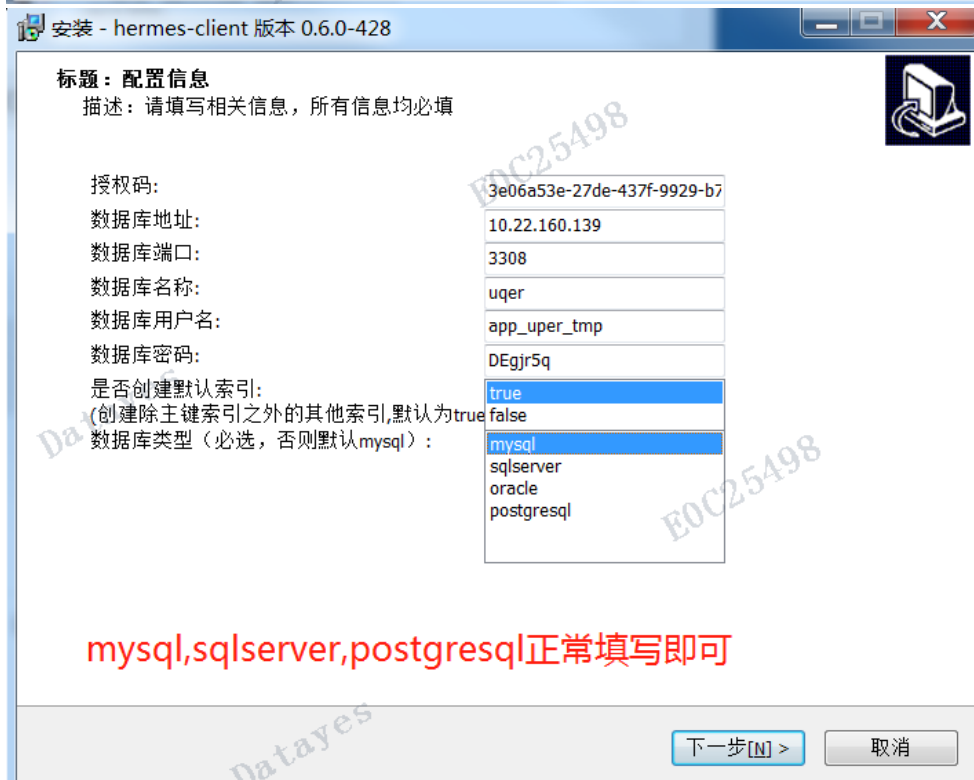 安装 - hermes-client 版本 0.6.0-428
标题：配置信息
描述：请填写相关信息，所有信息均必填
E0C25498
授权码:
3e06a53e-27de-437f-9929-b7
数据库地址:
10.22.160.139
数据库端口:
3308
数据库名称:
uqer
数据库用户名:
app_uper_tmp
数据库密码:
DEgjr5q
是否创建默认索引:
true
(创建除主键索引之外的其他索引,默认为true
false
Datayes
数据库类型（必选，否则默认mysql）:
mysql
sqlserver
oracle
postgresql
E0C25498
mysql,sqlserver,postgresql正常填写即可
Datayes
下一步[N] >
取消